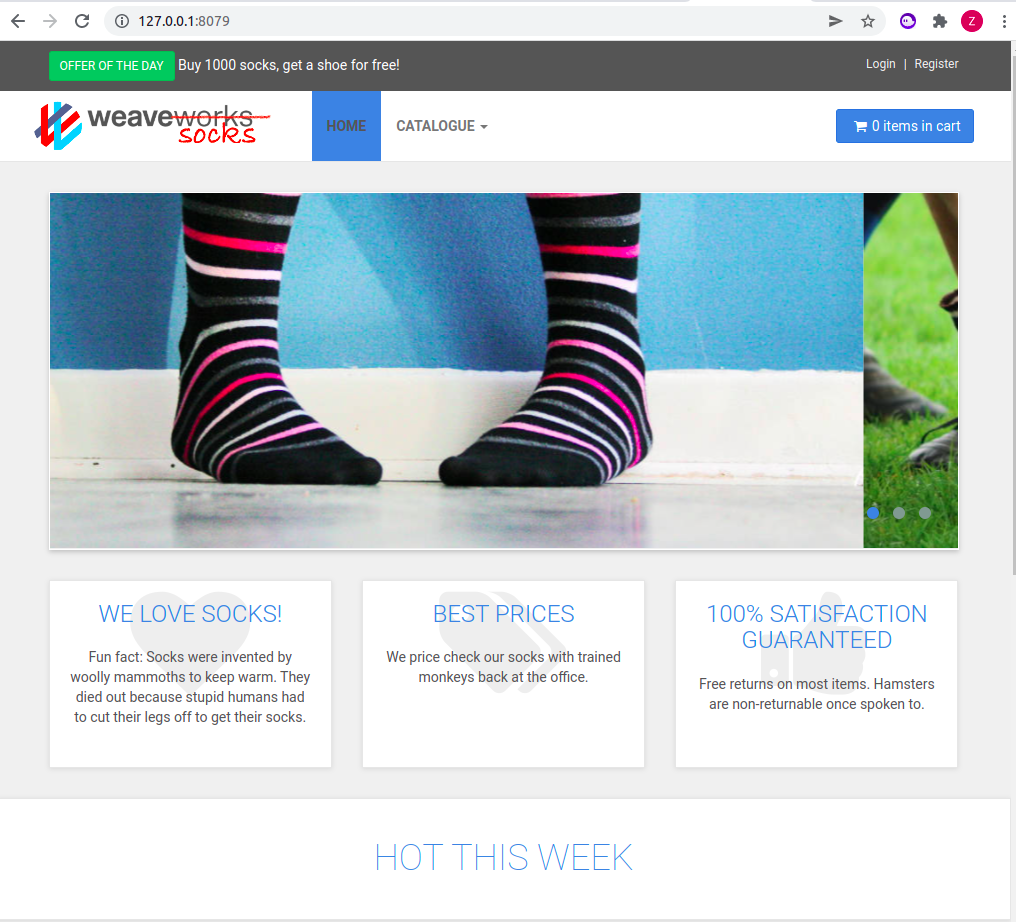 127.0.0.1:8079
Z
OFFER OF THE DAY Buy 1000 socks, get a shoe for free!
Login | Register
weaveworks
socks
HOME
CATALOGUE
0 items in cart
WE LOVE SOCKS!
Fun fact: Socks were invented by
woolly mammoths to keep warm. They
died out because stupid humans had
to cut their legs off to get their socks.
BEST PRICES
We price check our socks with trained
monkeys back at the office.
100% SATISFACTION
GUARANTEED
Free returns on most items. Hamsters
are non-returnable once spoken to.
HOT THIS WEEK